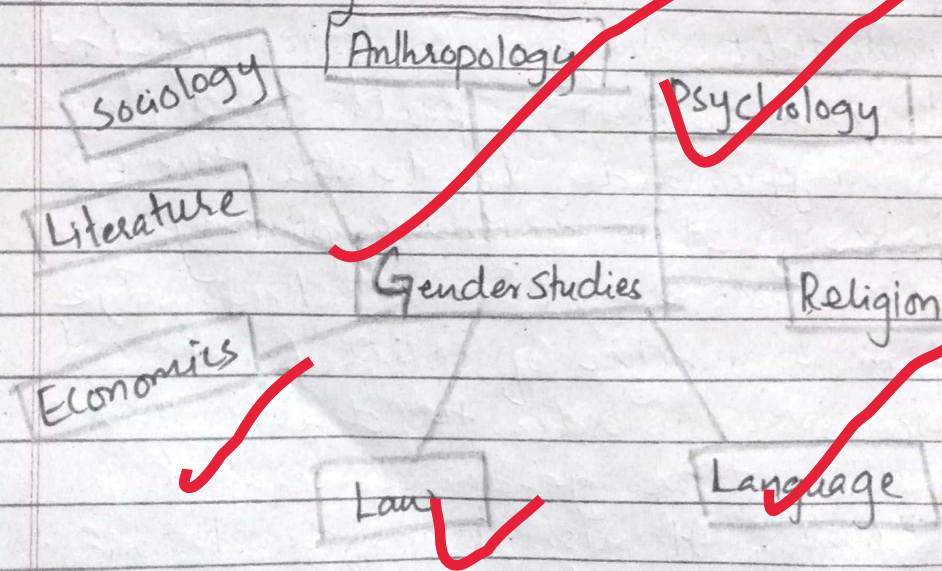 Anthropology
Sociology
Psychology
Literature
Gender Studies
Religion
Economics
Law
Language